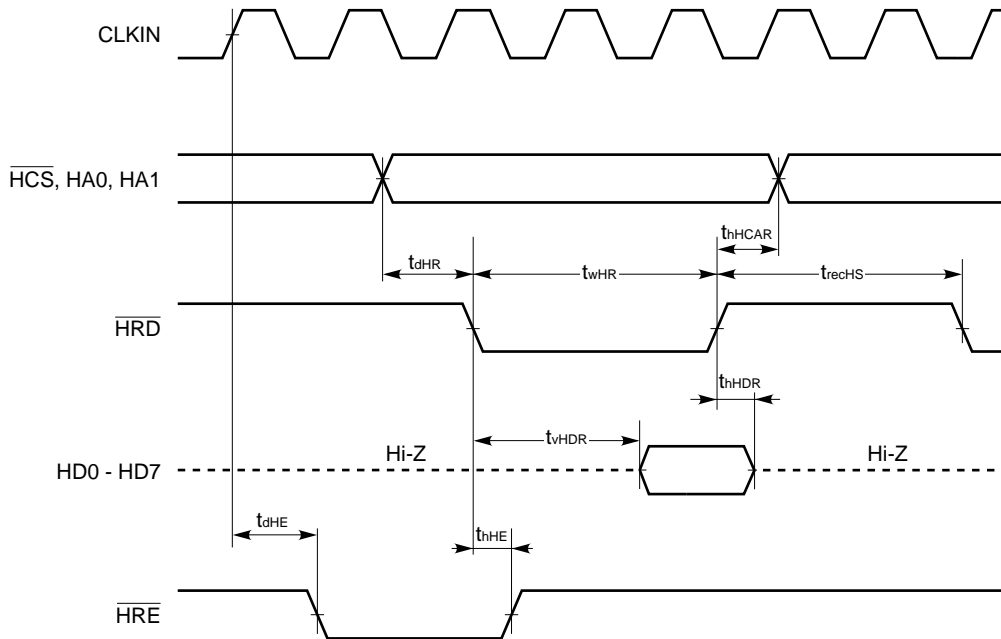 CLKIN
HCS, HA0, HA1
thHCAR
tdHR
twHR
trecHS
HRD
thHDR
tvHDR
Hi-Z
Hi-Z
HD0 - HD7
tdHE
thHE
HRE